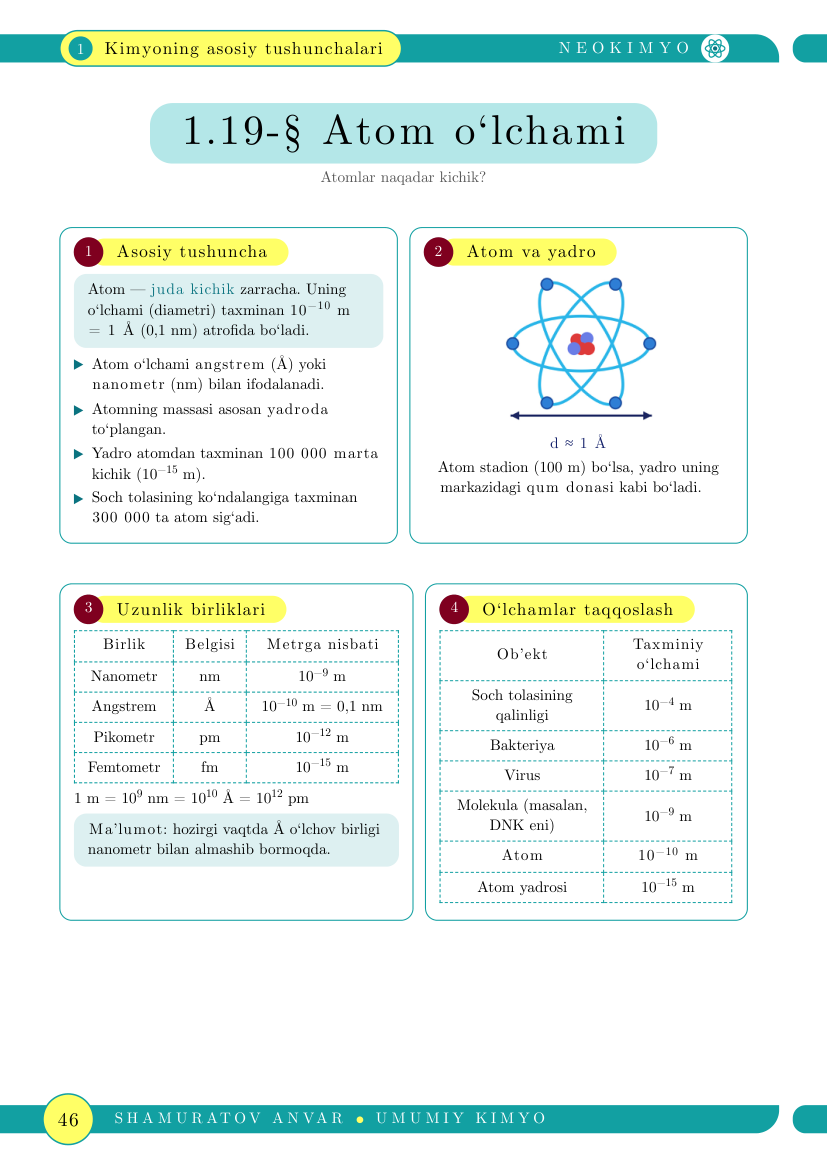 1 Kimyoning asosiy tushunchalari
NEOKIMYO
1.19-§ Atom o‘lchami
Atomlar naqadar kichik?
1 Asosiy tushuncha
Atom — juda kichik zarracha. Uning
o‘lchami (diametri) taxminan 10⁻¹⁰ m
= 1 Å (0,1 nm) atrofida bo‘ladi.
▶ Atom o‘lchami angstrem (Å) yoki
nanometr (nm) bilan ifodalanadi.
▶ Atomning massasi asosan yadroda
to‘plangan.
▶ Yadro atomdan taxminan 100 000 marta
kichik (10⁻¹⁵ m).
▶ Soch tolasining ko‘ndalangiga taxminan
300 000 ta atom sig‘adi.
2 Atom va yadro
d ≈ 1 Å
Atom stadion (100 m) bo‘lsa, yadro uning
markazidagi qum donasi kabi bo‘ladi.
3 Uzunlik birliklari
Birlik Belgisi Metrga nisbati
Nanometr nm 10⁻⁹ m
Angstrem Å 10⁻¹⁰ m = 0,1 nm
Pikometr pm 10⁻¹² m
Femtometr fm 10⁻¹⁵ m
1 m = 10⁹ nm = 10¹⁰ Å = 10¹² pm
Ma’lumot: hozirgi vaqtda Å o‘lchov birligi
nanometr bilan almashib bormoqda.
4 O‘lchamlar taqqoslash
Ob’ekt Taxminiy
o‘lchami
Soch tolasining
qalinligi 10⁻⁴ m
Bakteriya 10⁻⁶ m
Virus 10⁻⁷ m
Molekula (masalan,
DNK eni) 10⁻⁹ m
Atom 10⁻¹⁰ m
Atom yadrosi 10⁻¹⁵ m
46 SHAMURATOV ANVAR ● UMUMIY KIMYO